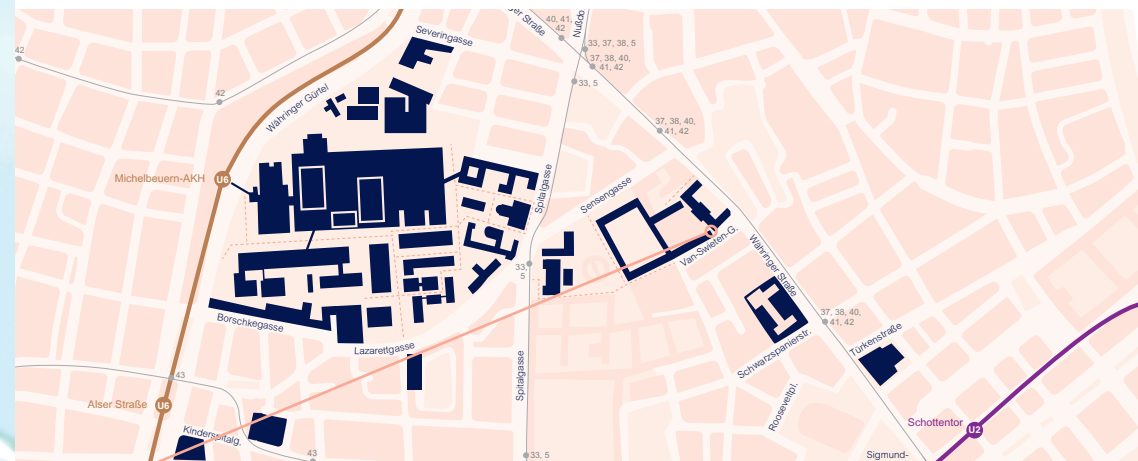 40, 41,
42
ger Straße
Nußdo
Severingasse
33, 37, 38, 5
37, 38, 40,
41, 42
33, 5
42
42
Währinger Gürtel
37, 38, 40,
41, 42
Michelbeuern-AKH
U6
Spitalgasse
Sensengasse
Van-Swieten-G.
Währinger Straße
33,
5
Borschkegasse
Lazarettgasse
37, 38, 40,
41, 42
Türkenstraße
Schwarzspanierstr.
Spitalgasse
43
Rooseveltpl.
Alser Straße
U6
Kinderspitalg.
43
33, 5
Schottentor
U2
Sigmund-